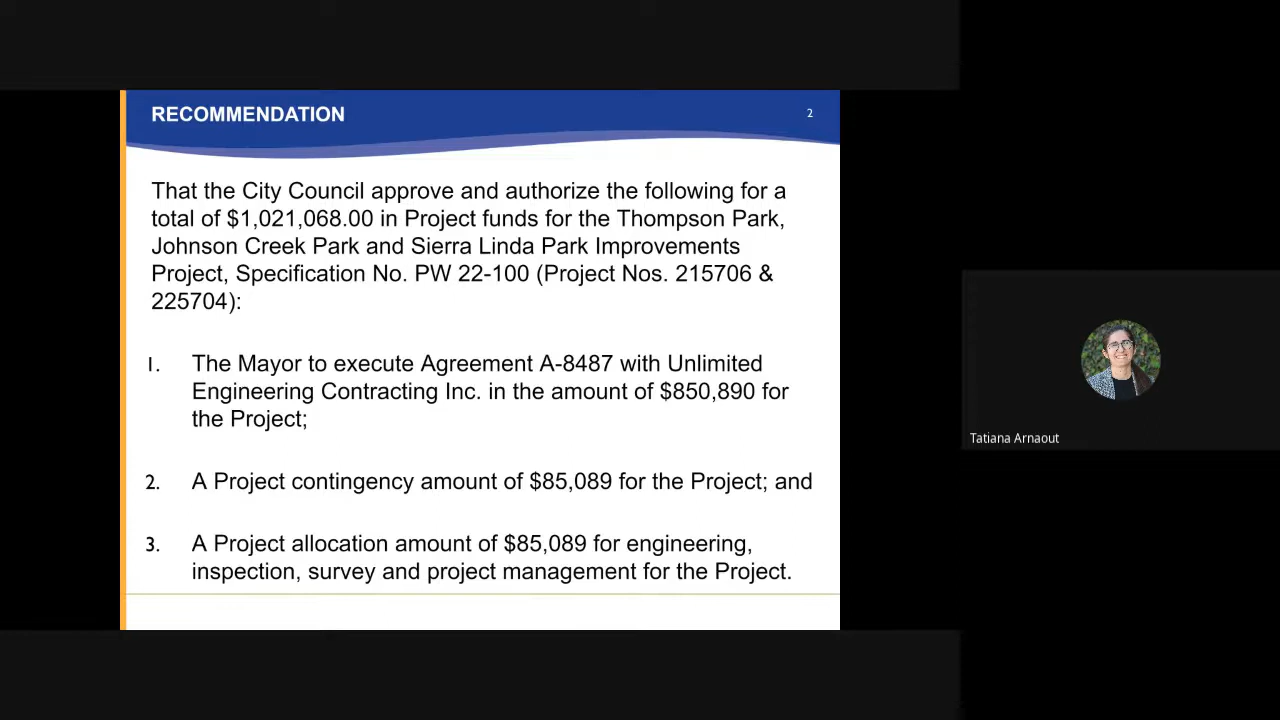 RECOMMENDATION
2
That the City Council approve and authorize the following for a
total of $1,021,068.00 in Project funds for the Thompson Park,
Johnson Creek Park and Sierra Linda Park Improvements
Project, Specification No. PW 22-100 (Project Nos. 215706 &
225704):
1. The Mayor to execute Agreement A-8487 with Unlimited
Engineering Contracting Inc. in the amount of $850,890 for
the Project;
2. A Project contingency amount of $85,089 for the Project; and
3. A Project allocation amount of $85,089 for engineering,
inspection, survey and project management for the Project.
Tatiana Arnaout